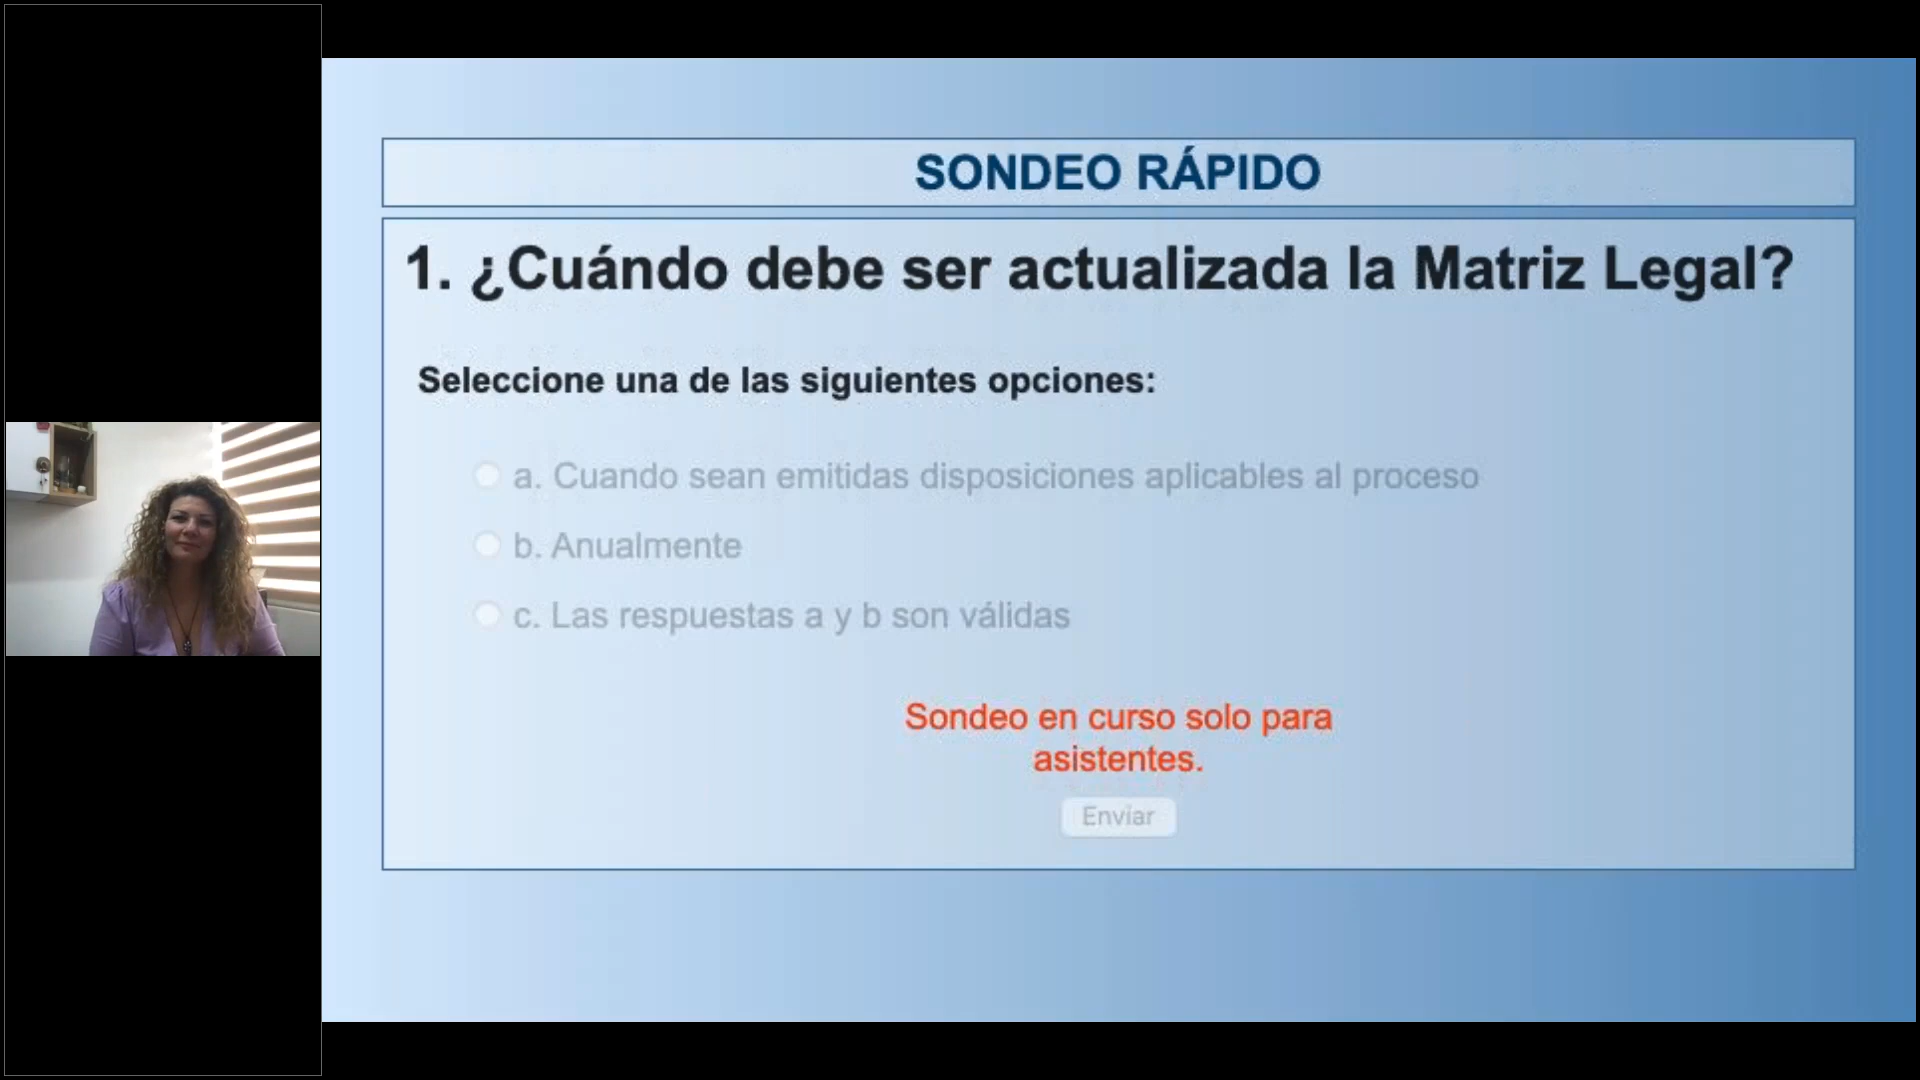 SONDEO RÁPIDO
1. ¿Cuándo debe ser actualizada la Matriz Legal?
Seleccione una de las siguientes opciones:
a. Cuando sean emitidas disposiciones aplicables al proceso
b. Anualmente
c. Las respuestas a y b son válidas
Sondeo en curso solo para
asistentes.
Enviar